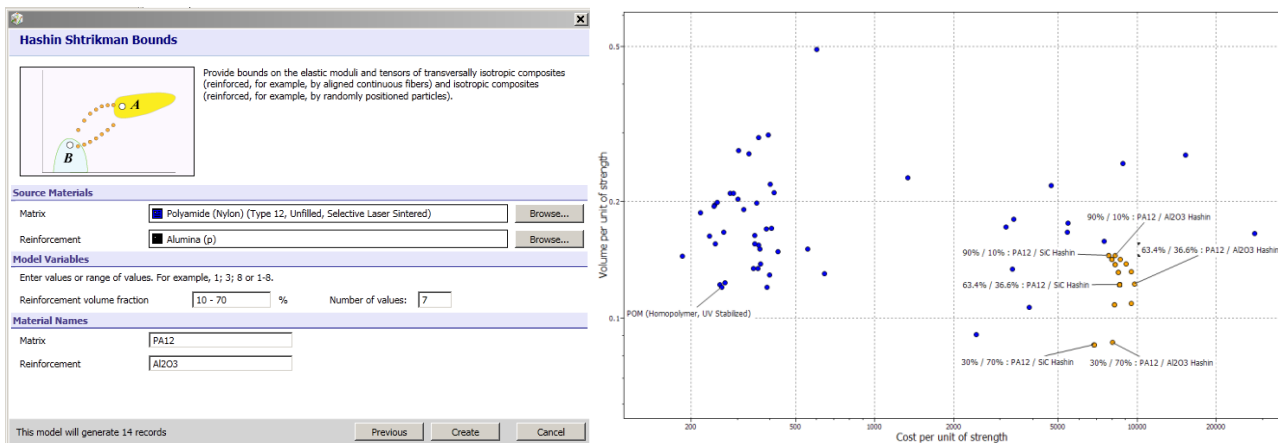 Hashin Shtrikman Bounds
A
B
Provide bounds on the elastic moduli and tensors of transversally isotropic composites
(reinforced, for example, by aligned continuous fibers) and isotropic composites
(reinforced, for example, by randomly positioned particles).
Source Materials
Matrix
Polyamide (Nylon) (Type 12, Unfilled, Selective Laser Sintered)
Browse...
Reinforcement
Alumina (p)
Browse...
Model Variables
Enter values or range of values. For example, 1; 3; 8 or 1-8.
Reinforcement volume fraction
10 - 70
%
Number of values:
7
Material Names
Matrix
PA12
Reinforcement
Al2O3
This model will generate 14 records
Previous
Create
Cancel
Volume per unit of strength
0.5
0.2
0.1
90% / 10% : PA12 / Al2O3 Hashin
90% / 10% : PA12 / SiC Hashin
63.4% / 36.6% : PA12 / Al2O3 Hashin
63.4% / 36.6% : PA12 / SiC Hashin
POM (Homopolymer, UV Stabilized)
30% / 70% : PA12 / SiC Hashin
30% / 70% : PA12 / Al2O3 Hashin
200
500
1000
2000
5000
10000
20000
Cost per unit of strength